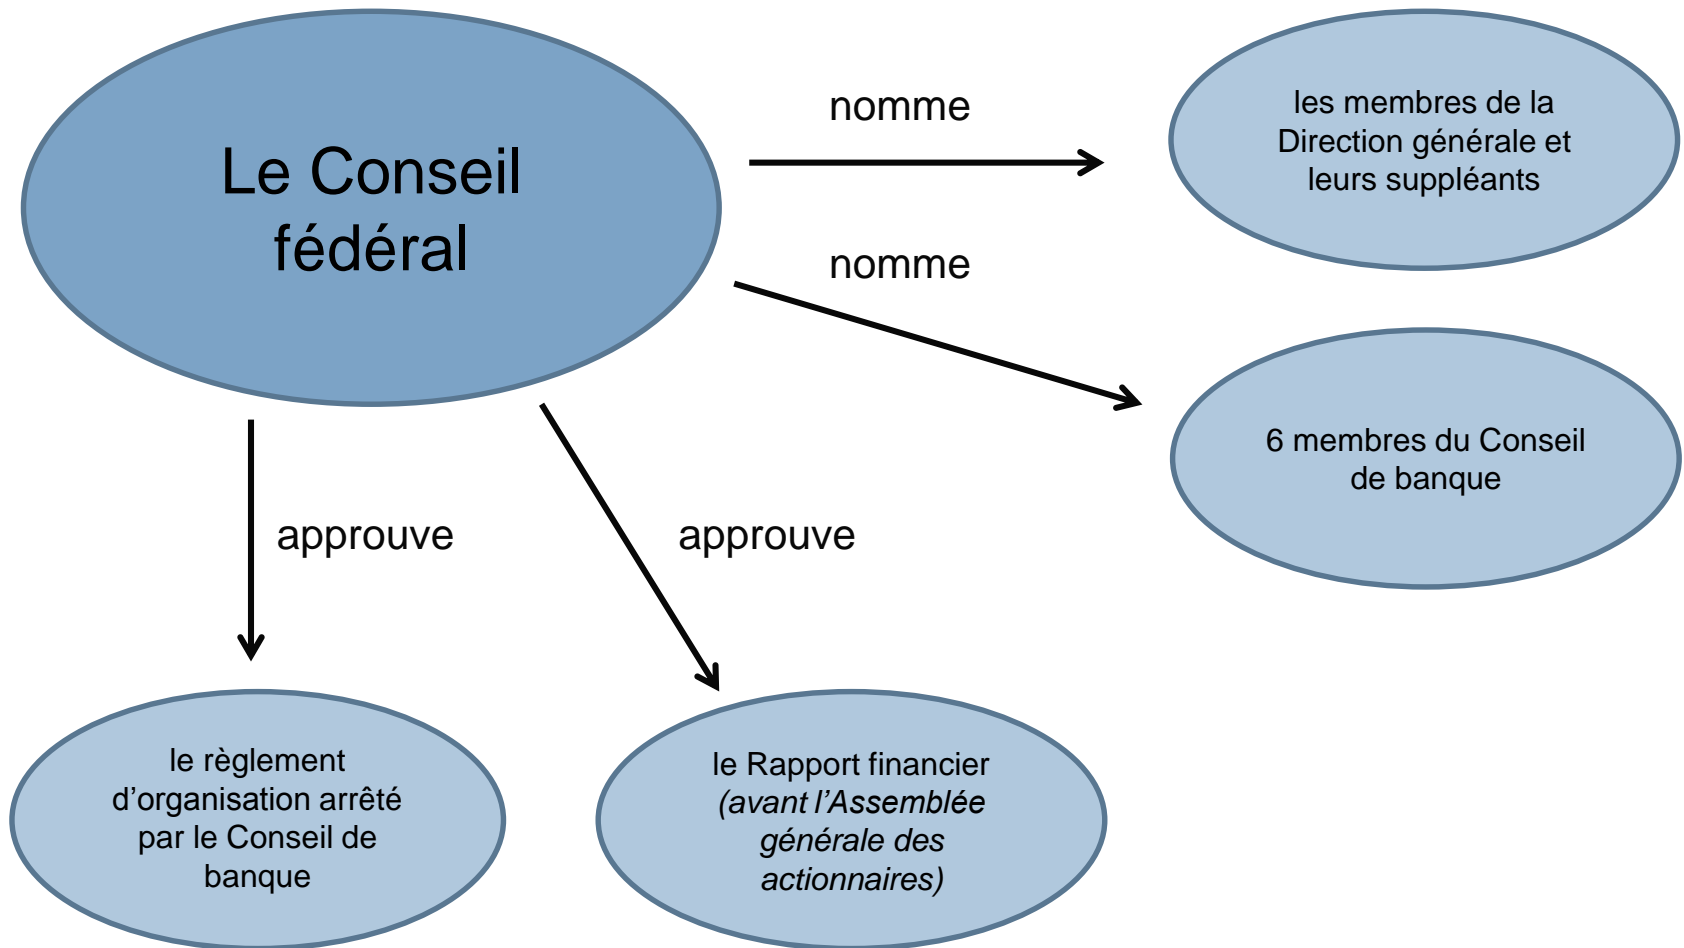 Le Conseil
fédéral
nomme
les membres de la
Direction générale et
leurs suppléants
nomme
6 membres du Conseil
de banque
approuve
approuve
le règlement
d’organisation arrêté
par le Conseil de
banque
le Rapport financier
(avant l’Assemblée
générale des
actionnaires)